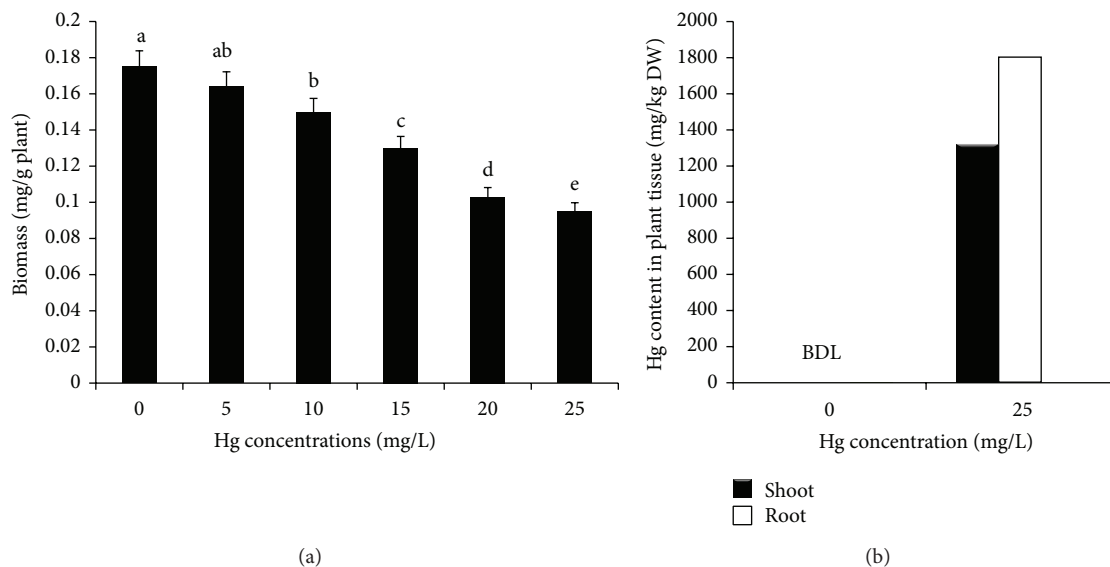 0.2
0.18
0.16
0.14
0.12
0.1
0.08
0.06
0.04
0.02
0
Biomass (mg/g plant)
a
ab
b
c
d
e
0 5 10 15 20 25
Hg concentrations (mg/L)
(a)
2000
1800
1600
1400
1200
1000
800
600
400
200
0
Hg content in plant tissue (mg/kg DW)
BDL
0 25
Hg concentration (mg/L)
Shoot
Root
(b)